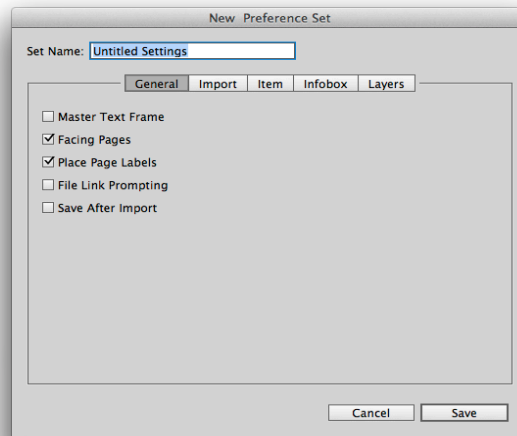 New Preference Set
Set Name: Untitled Settings
General Import Item Infobox Layers
Master Text Frame
Facing Pages
Place Page Labels
File Link Prompting
Save After Import
Cancel Save